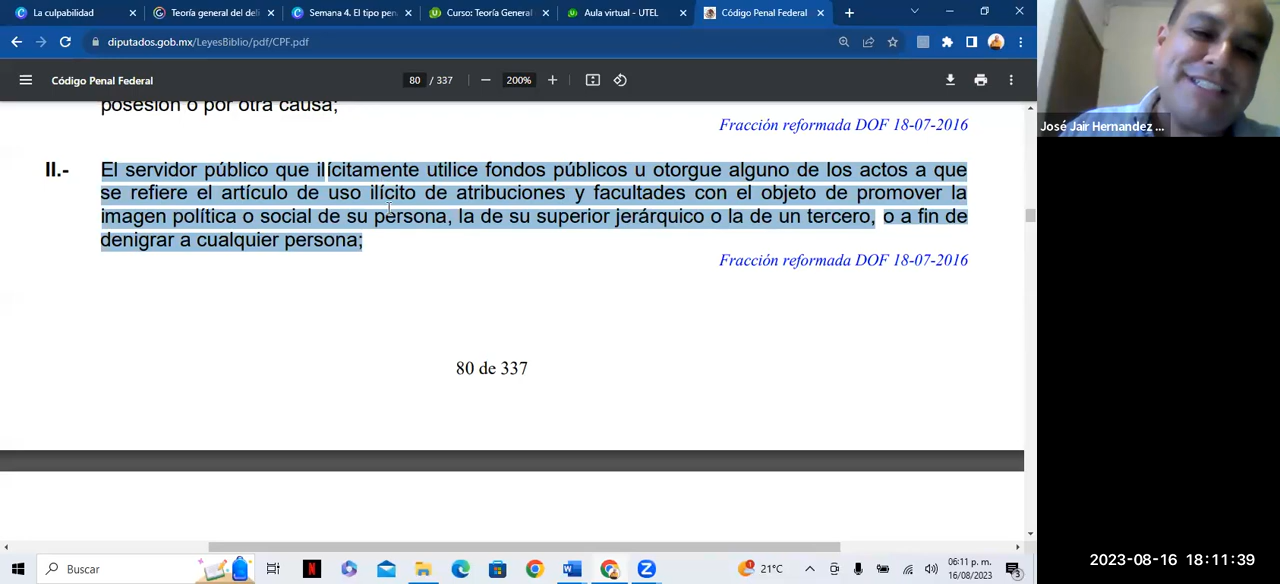 La culpabilidad
Teoría general del deli
Semana 4. El tipo pen
Curso: Teoría General
Aula virtual - UTEL
Código Penal Federal
diputados.gob.mx/LeyesBiblio/pdf/CPF.pdf
Código Penal Federal
80 / 337
200%
posesión o por otra causa;
Fracción reformada DOF 18-07-2016
II.- El servidor público que ilícitamente utilice fondos públicos u otorgue alguno de los actos a que
se refiere el artículo de uso ilícito de atribuciones y facultades con el objeto de promover la
imagen política o social de su persona, la de su superior jerárquico o la de un tercero, o a fin de
denigrar a cualquier persona;
Fracción reformada DOF 18-07-2016
80 de 337
José Jair Hernandez ...
Buscar
21°C
06:11 p. m.
16/08/2023
3
2023-08-16 18:11:39